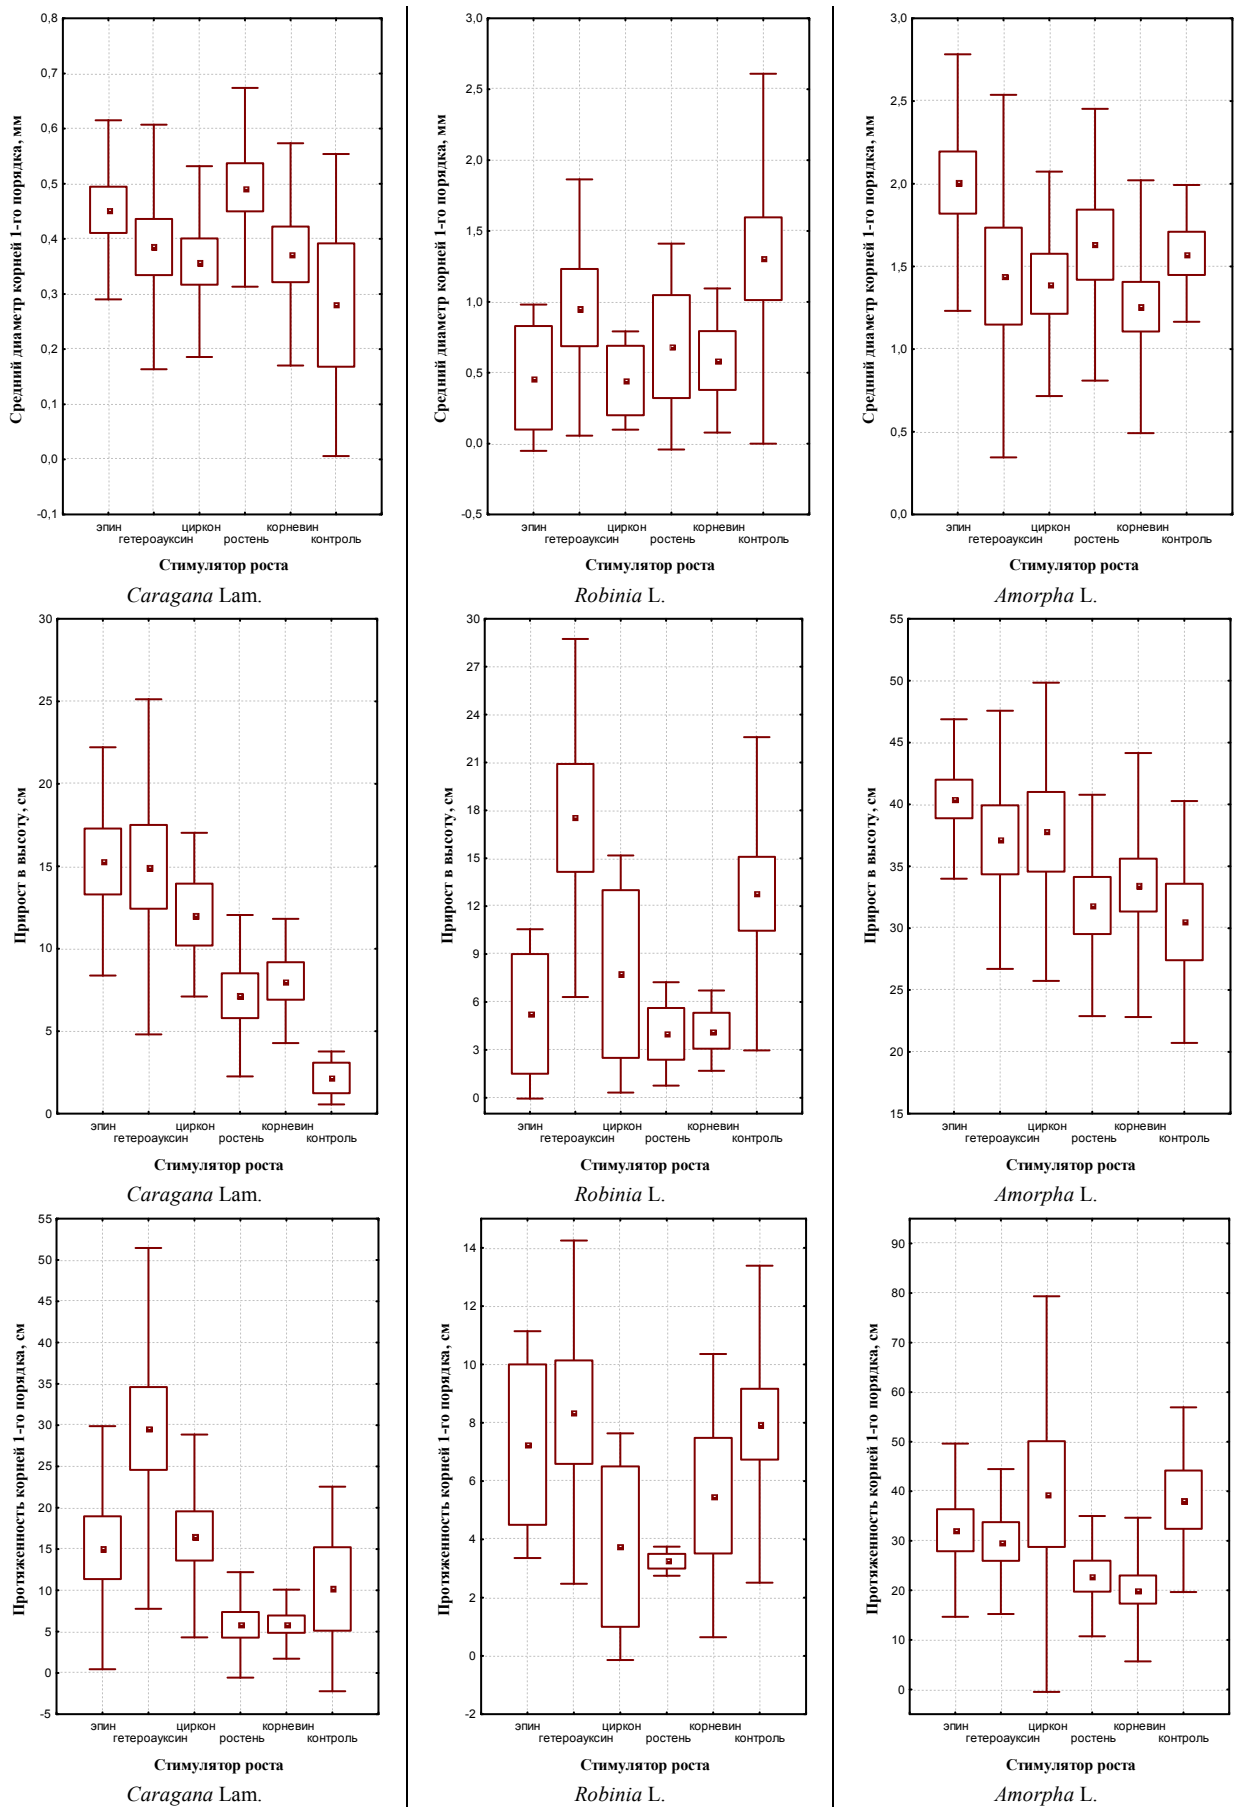 Средний диаметр корней 1-го порядка, мм
0,8
0,7
0,6
0,5
0,4
0,3
0,2
0,1
0,0
-0,1
эпин
гетероауксин
циркон
ростень
корневин
контроль
Стимулятор роста
Caragana Lam.
Средний диаметр корней 1-го порядка, мм
3,0
2,5
2,0
1,5
1,0
0,5
0,0
-0,5
эпин
гетероауксин
циркон
ростень
корневин
контроль
Стимулятор роста
Robinia L.
Средний диаметр корней 1-го порядка, мм
3,0
2,5
2,0
1,5
1,0
0,5
0,0
эпин
гетероауксин
циркон
ростень
корневин
контроль
Стимулятор роста
Amorpha L.
Прирост в высоту, см
30
25
20
15
10
5
0
эпин
гетероауксин
циркон
ростень
корневин
контроль
Стимулятор роста
Caragana Lam.
Прирост в высоту, см
30
27
24
21
18
15
12
9
6
3
0
эпин
гетероауксин
циркон
ростень
корневин
контроль
Стимулятор роста
Robinia L.
Прирост в высоту, см
55
50
45
40
35
30
25
20
15
эпин
гетероауксин
циркон
ростень
корневин
контроль
Стимулятор роста
Amorpha L.
Протяженность корней 1-го порядка, см
55
50
45
40
35
30
25
20
15
10
5
0
-5
эпин
гетероауксин
циркон
ростень
корневин
контроль
Стимулятор роста
Caragana Lam.
Протяженность корней 1-го порядка, см
14
12
10
8
6
4
2
0
-2
эпин
гетероауксин
циркон
ростень
корневин
контроль
Стимулятор роста
Robinia L.
Протяженность корней 1-го порядка, см
90
80
70
60
50
40
30
20
10
0
эпин
гетероауксин
циркон
ростень
корневин
контроль
Стимулятор роста
Amorpha L.